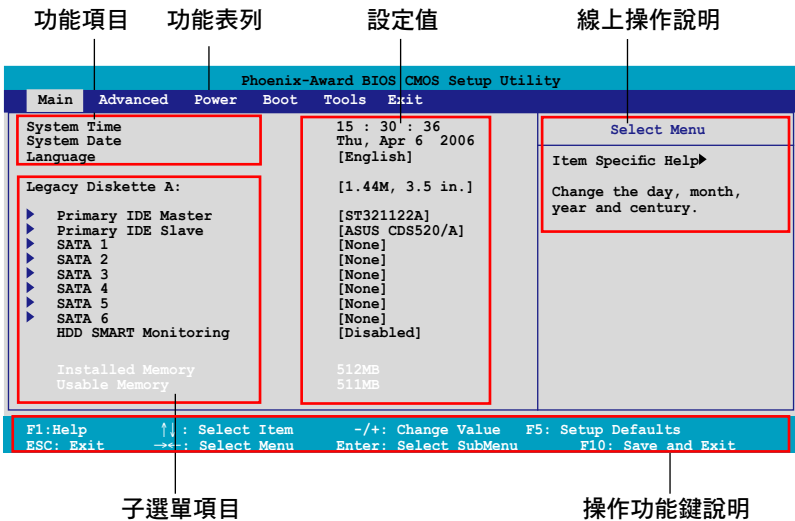 功能項目 功能表列 設定值 線上操作說明
Phoenix-Award BIOS CMOS Setup Utility
Main Advanced Power Boot Tools Exit
System Time 15 : 30 : 36
System Date Thu, Apr 6 2006
Language [English]
Legacy Diskette A: [1.44M, 3.5 in.]
Primary IDE Master [ST321122A]
Primary IDE Slave [ASUS CDS520/A]
SATA 1 [None]
SATA 2 [None]
SATA 3 [None]
SATA 4 [None]
SATA 5 [None]
SATA 6 [None]
HDD SMART Monitoring [Disabled]
Installed Memory 512MB
Usable Memory 511MB
Select Menu
Item Specific Help
Change the day, month,
year and century.
F1:Help ↑↓: Select Item -/+: Change Value F5: Setup Defaults
ESC: Exit →←: Select Menu Enter: Select SubMenu F10: Save and Exit
子選單項目 操作功能鍵說明